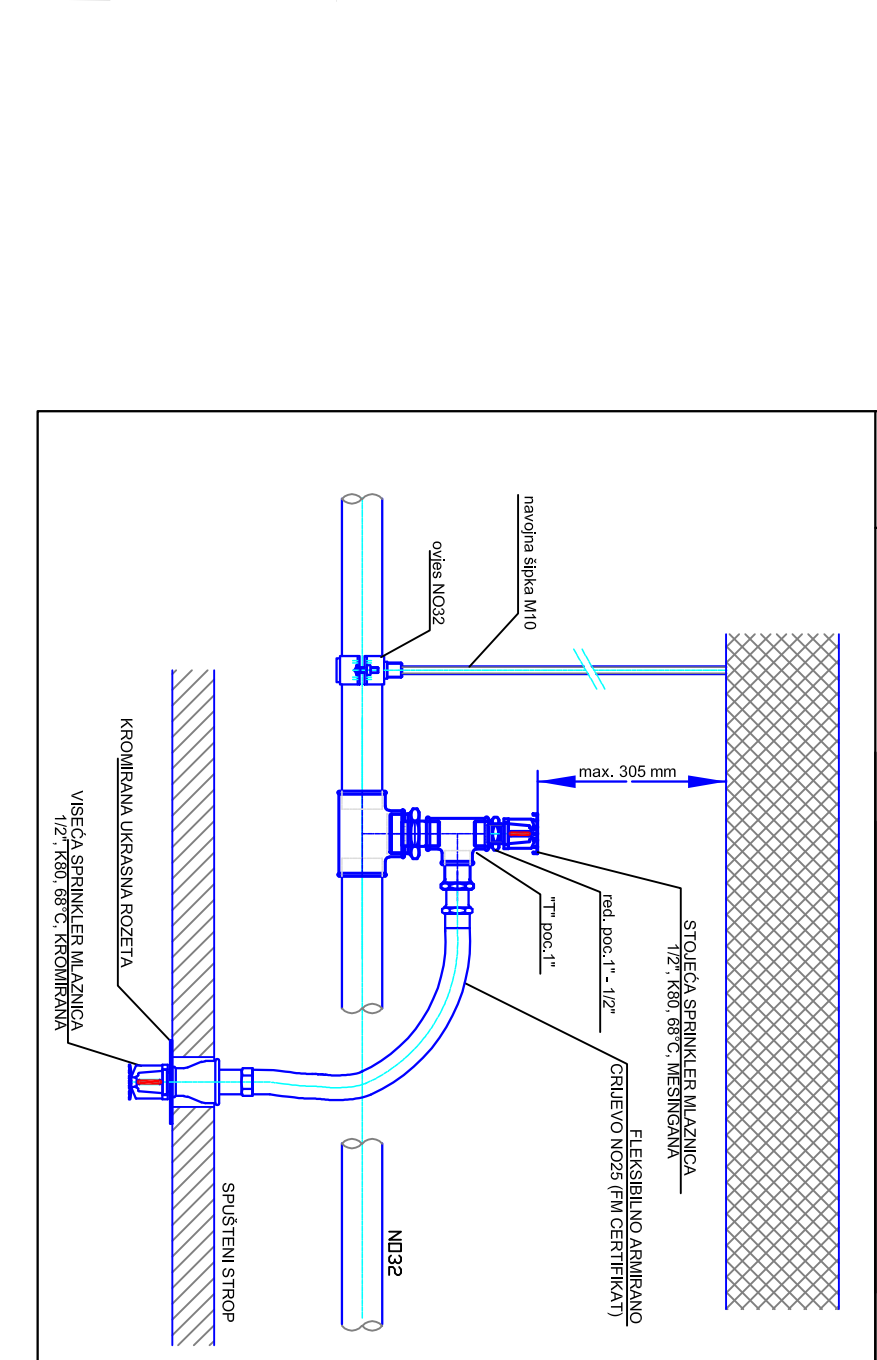 STOJEĆA SPRINKLER MLAZNICA
1/2", K80, 68°C, MESINGANA
FLEKSIBILNO ARMIRANO
CRIJEVO NO25 (FM CERTIFIKAT)
red. poc.1" - 1/2"
"T" poc.1"
max. 305 mm
navojna šipka M10
ovjes NO32
NO32
SPUŠTENI STROP
KROMIRANA UKRASNA ROZETA
VISEĆA SPRINKLER MLAZNICA
1/2", K80, 68°C, KROMIRANA